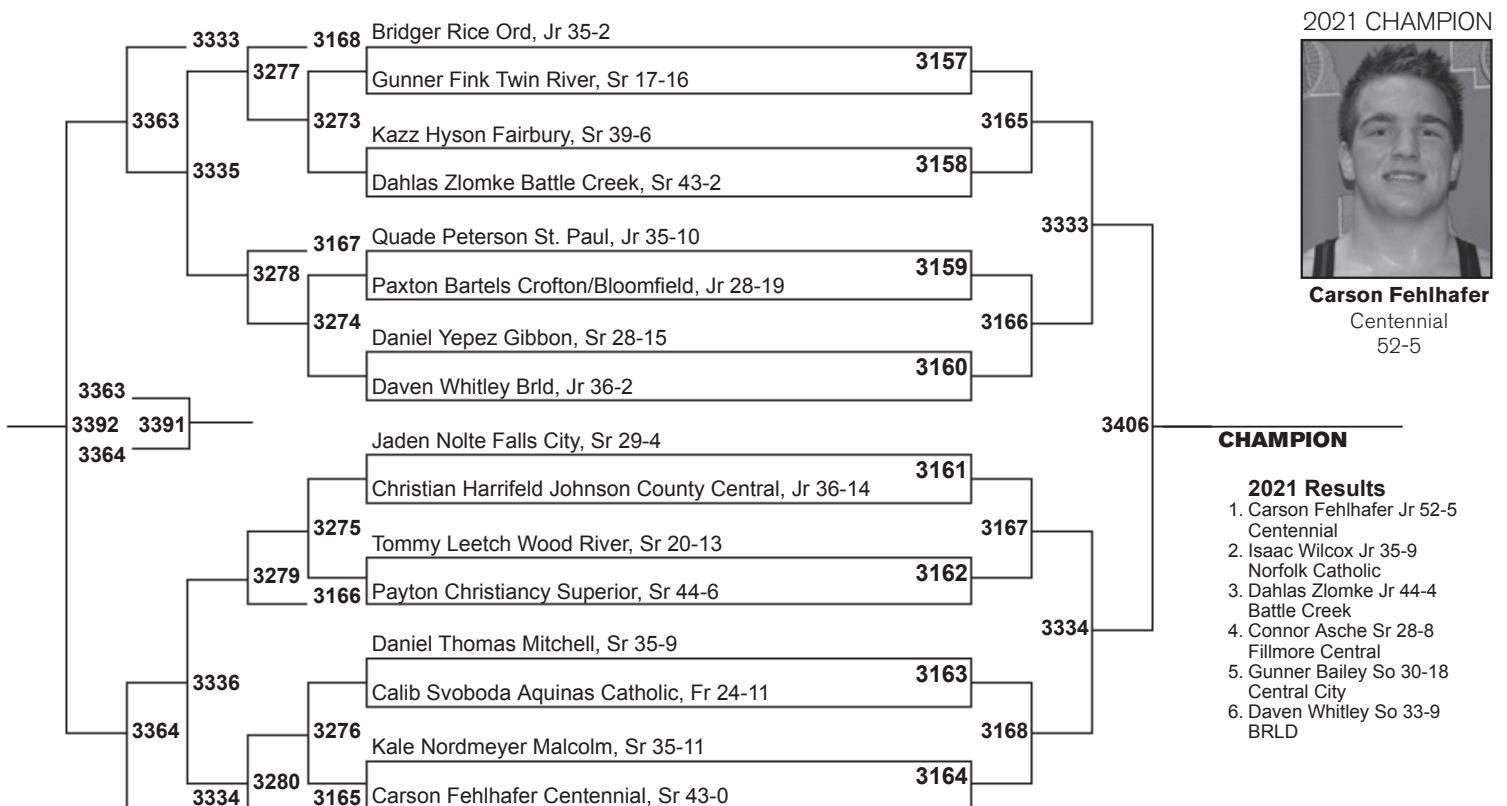 2021 CHAMPION
3333
3168 Bridger Rice Ord, Jr 35-2
3277
3157
Gunner Fink Twin River, Sr 17-16
3363
3273
3165
Kazz Hyson Fairbury, Sr 39-6
3335
3158
Dahlas Zlomke Battle Creek, Sr 43-2
3333
3167 Quade Peterson St. Paul, Jr 35-10
3278
3159
Paxton Bartels Crofton/Bloomfield, Jr 28-19
Carson Fehlhafer
Centennial
52-5
3274
3166
Daniel Yepez Gibbon, Sr 28-15
3160
Daven Whitley Brld, Jr 36-2
3363
3392 3391
3364
3406
CHAMPION
Jaden Nolte Falls City, Sr 29-4
3161
Christian Harrifeld Johnson County Central, Jr 36-14
3275
3167
Tommy Leetch Wood River, Sr 20-13
3279
3162
3166 Payton Christiancy Superior, Sr 44-6
3334
Daniel Thomas Mitchell, Sr 35-9
3336
3163
Calib Svoboda Aquinas Catholic, Fr 24-11
3364
3276
3168
Kale Nordmeyer Malcolm, Sr 35-11
3280
3164
3334
3165 Carson Fehlhafer Centennial, Sr 43-0
2021 Results
1. Carson Fehlhafer Jr 52-5
Centennial
2. Isaac Wilcox Jr 35-9
Norfolk Catholic
3. Dahlas Zlomke Jr 44-4
Battle Creek
4. Connor Asche Sr 28-8
Fillmore Central
5. Gunner Bailey So 30-18
Central City
6. Daven Whitley So 33-9
BRLD